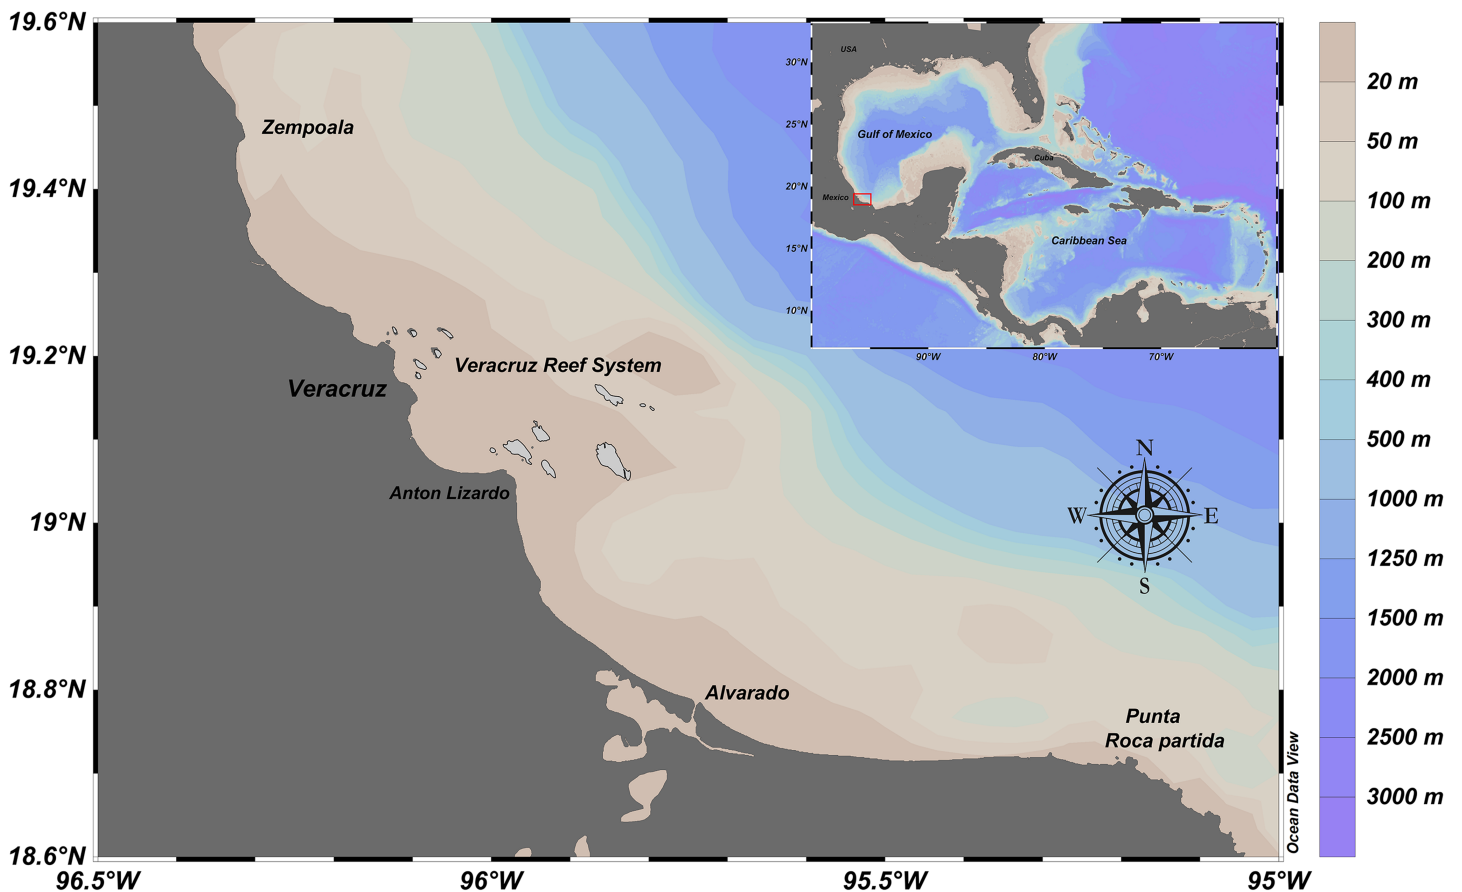 19.6°N
19.4°N
19.2°N
19°N
18.8°N
18.6°N
96.5°W
96°W
95.5°W
95°W
Zempoala
Veracruz Reef System
Veracruz
Anton Lizardo
Alvarado
Punta
Roca partida
N
W
E
S
30°N
25°N
20°N
15°N
10°N
90°W
80°W
70°W
USA
Gulf of Mexico
Cuba
Mexico
Caribbean Sea
Ocean Data View
20 m
50 m
100 m
200 m
300 m
400 m
500 m
1000 m
1250 m
1500 m
2000 m
2500 m
3000 m